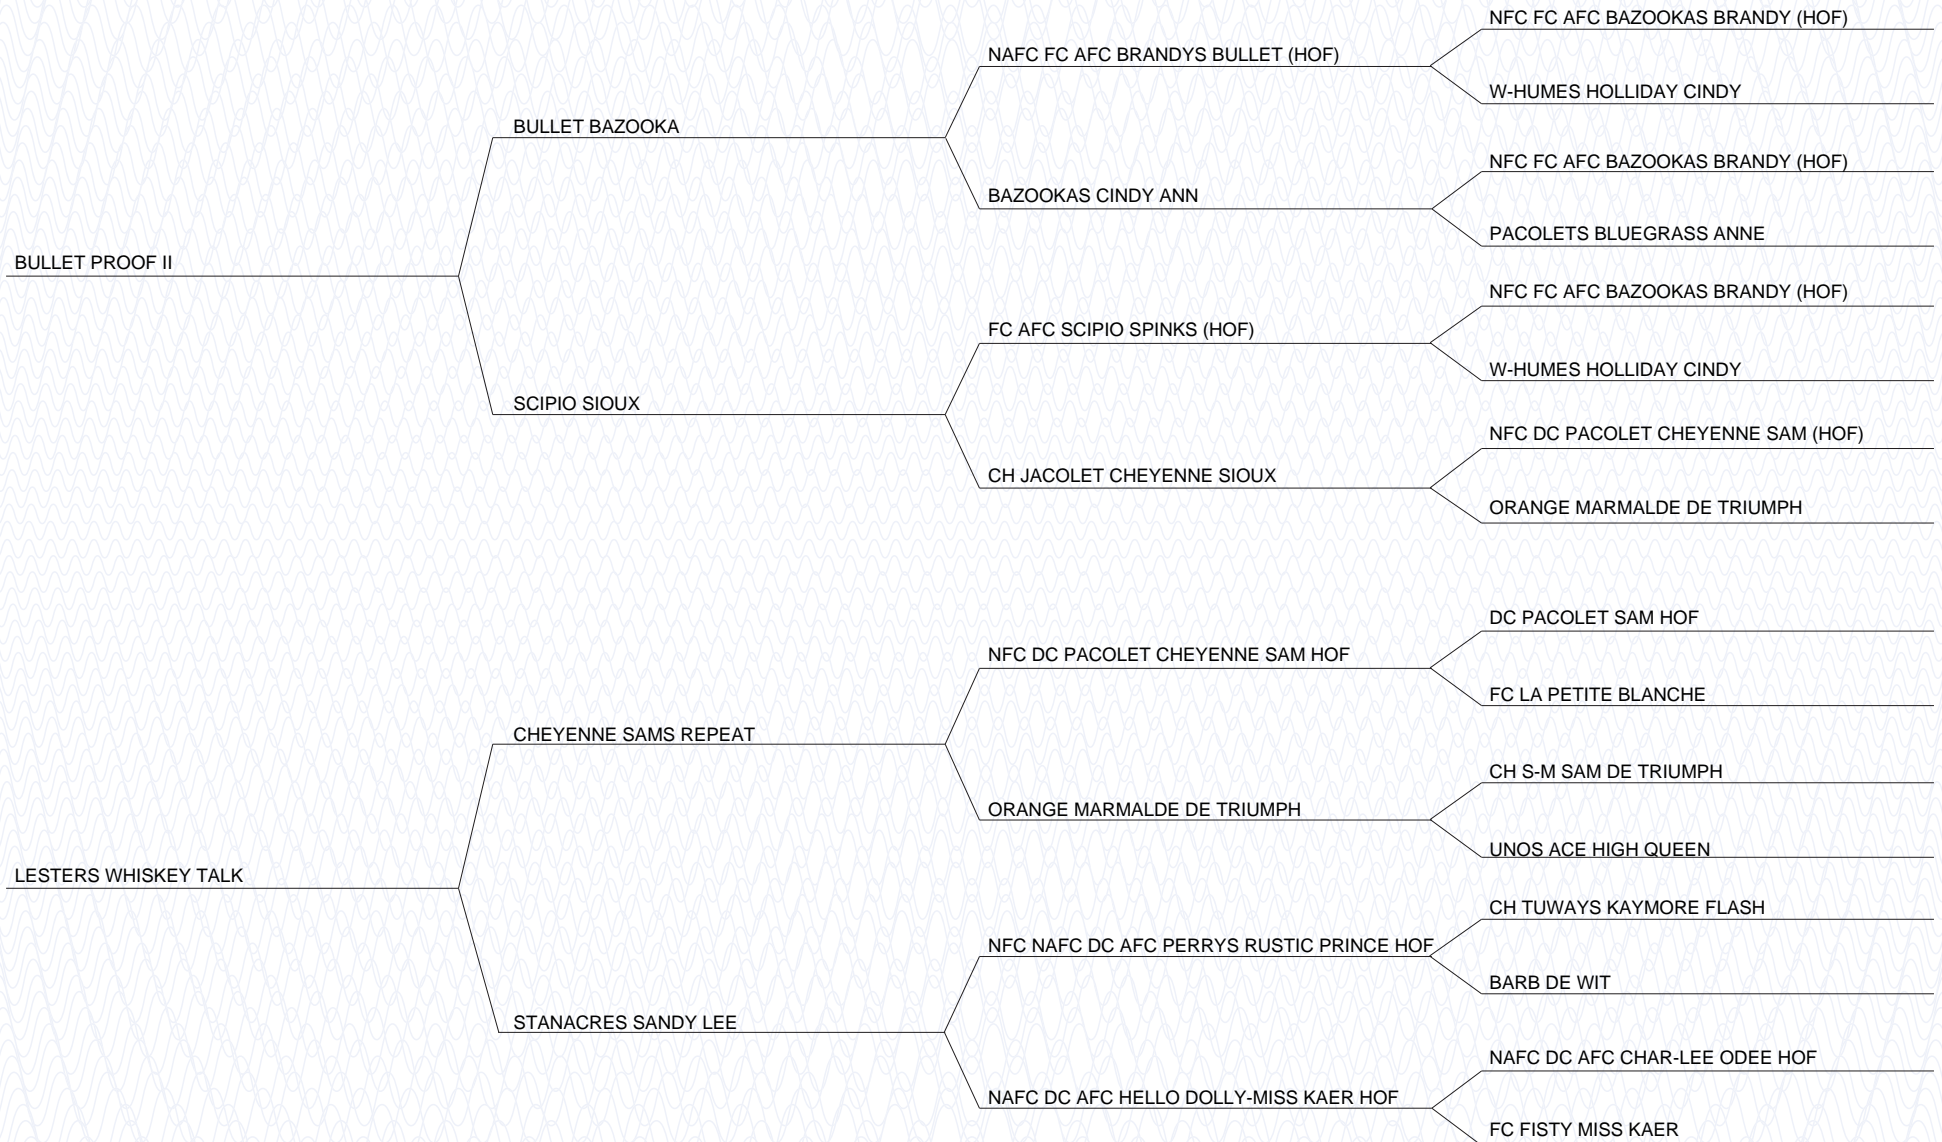 NFC FC AFC BAZOOKAS BRANDY (HOF)
NAFC FC AFC BRANDYS BULLET (HOF)
W-HUMES HOLLIDAY CINDY
BULLET BAZOOKA
NFC FC AFC BAZOOKAS BRANDY (HOF)
BAZOOKAS CINDY ANN
PACOLETS BLUEGRASS ANNE
BULLET PROOF II
NFC FC AFC BAZOOKAS BRANDY (HOF)
FC AFC SCIPIO SPINKS (HOF)
W-HUMES HOLLIDAY CINDY
SCIPIO SIOUX
NFC DC PACOLET CHEYENNE SAM (HOF)
CH JACOLET CHEYENNE SIOUX
ORANGE MARMALDE DE TRIUMPH
DC PACOLET SAM HOF
NFC DC PACOLET CHEYENNE SAM HOF
FC LA PETITE BLANCHE
CHEYENNE SAMS REPEAT
CH S-M SAM DE TRIUMPH
ORANGE MARMALDE DE TRIUMPH
UNOS ACE HIGH QUEEN
LESTERS WHISKEY TALK
CH TUWAYS KAYMORE FLASH
NFC NAFC DC AFC PERRYS RUSTIC PRINCE HOF
BARB DE WIT
STANACRES SANDY LEE
NAFC DC AFC CHAR-LEE ODEE HOF
NAFC DC AFC HELLO DOLLY-MISS KAER HOF
FC FISTY MISS KAER